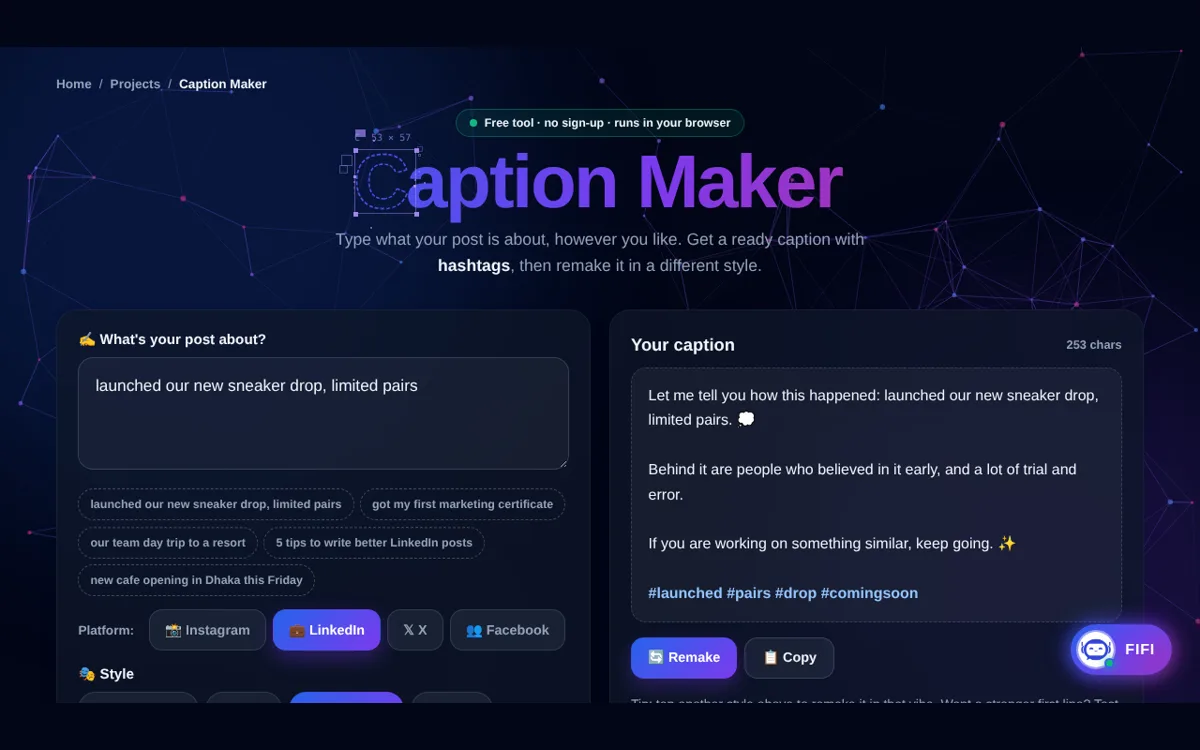 Home / Projects / Caption Maker
Free tool · no sign-up · runs in your browser
C 53 × 57
Caption Maker
Type what your post is about, however you like. Get a ready caption with
hashtags, then remake it in a different style.
✍️ What's your post about?
launched our new sneaker drop, limited pairs
launched our new sneaker drop, limited pairs
got my first marketing certificate
our team day trip to a resort
5 tips to write better LinkedIn posts
new cafe opening in Dhaka this Friday
Platform:
📸 Instagram
💼 LinkedIn
𝕏 X
👥 Facebook
🎭 Style
Your caption
253 chars
Let me tell you how this happened: launched our new sneaker drop,
limited pairs. 💭
Behind it are people who believed in it early, and a lot of trial and
error.
If you are working on something similar, keep going. ✨
#launched #pairs #drop #comingsoon
🔄 Remake
📋 Copy
FIFI